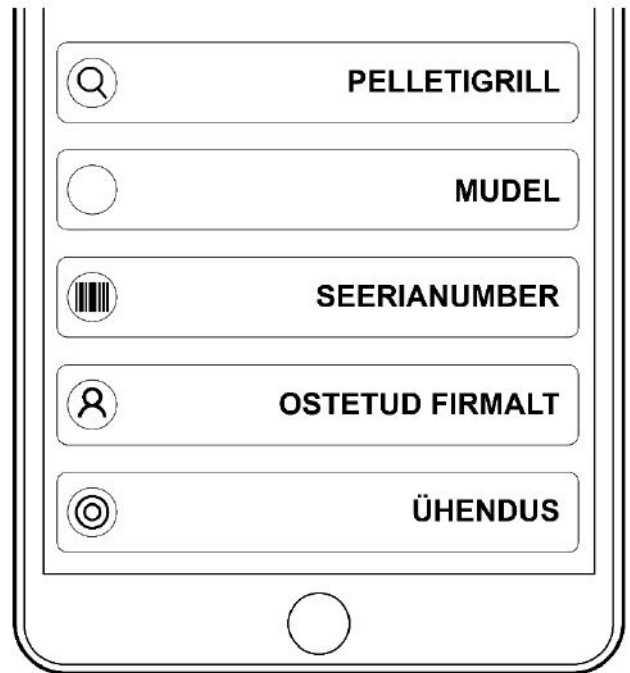 PELLETIGRILL
MUDEL
SEERIANUMBER
OSTETUD FIRMALT
ÜHENDUS